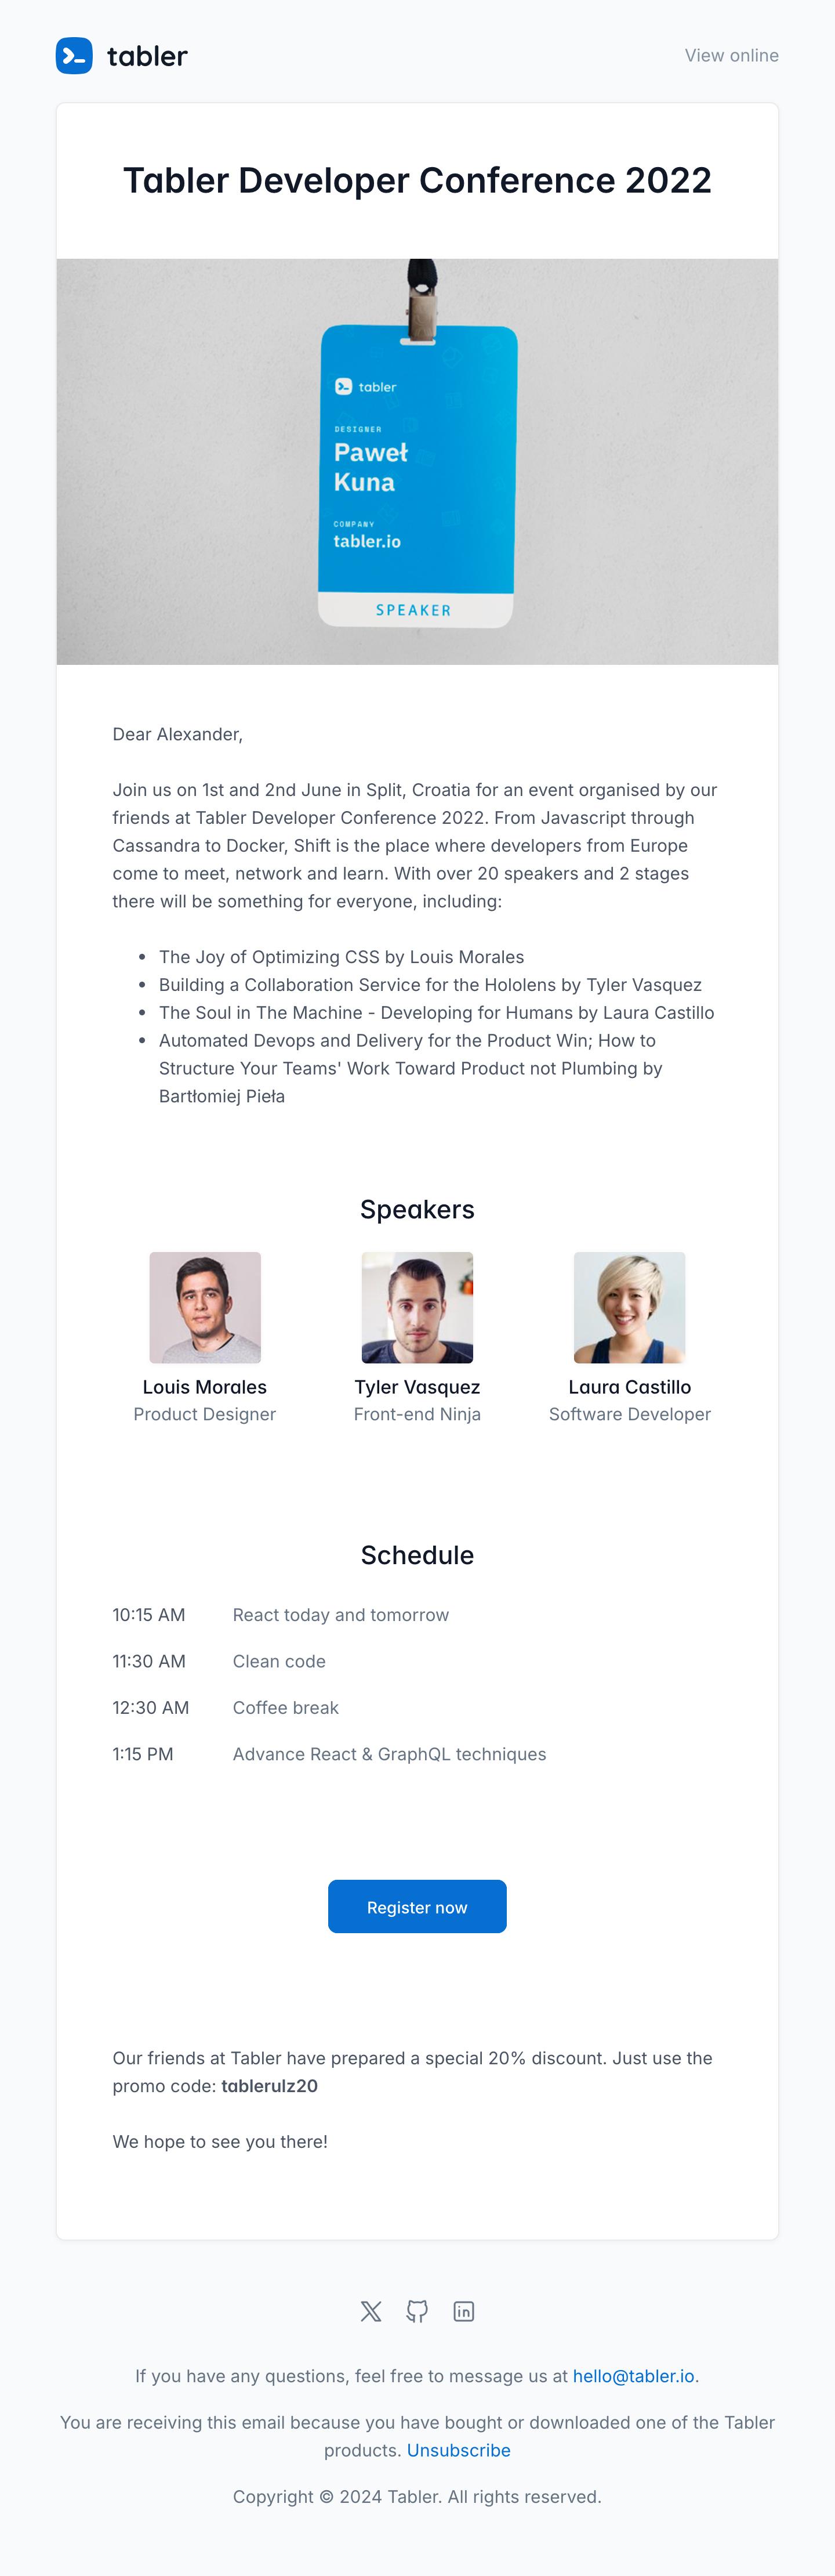 tabler
View online
Tabler Developer Conference 2022
tabler
DESIGNER
Paweł
Kuna
COMPANY
tabler.io
SPEAKER
Dear Alexander,
Join us on 1st and 2nd June in Split, Croatia for an event organised by our
friends at Tabler Developer Conference 2022. From Javascript through
Cassandra to Docker, Shift is the place where developers from Europe
come to meet, network and learn. With over 20 speakers and 2 stages
there will be something for everyone, including:
• The Joy of Optimizing CSS by Louis Morales
• Building a Collaboration Service for the Hololens by Tyler Vasquez
• The Soul in The Machine - Developing for Humans by Laura Castillo
• Automated Devops and Delivery for the Product Win; How to
Structure Your Teams' Work Toward Product not Plumbing by
Bartłomiej Pieła
Speakers
Louis Morales
Product Designer
Tyler Vasquez
Front-end Ninja
Laura Castillo
Software Developer
Schedule
10:15 AM React today and tomorrow
11:30 AM Clean code
12:30 AM Coffee break
1:15 PM Advance React & GraphQL techniques
Register now
Our friends at Tabler have prepared a special 20% discount. Just use the
promo code: tablerulz20
We hope to see you there!
If you have any questions, feel free to message us at hello@tabler.io.
You are receiving this email because you have bought or downloaded one of the Tabler
products. Unsubscribe
Copyright © 2024 Tabler. All rights reserved.